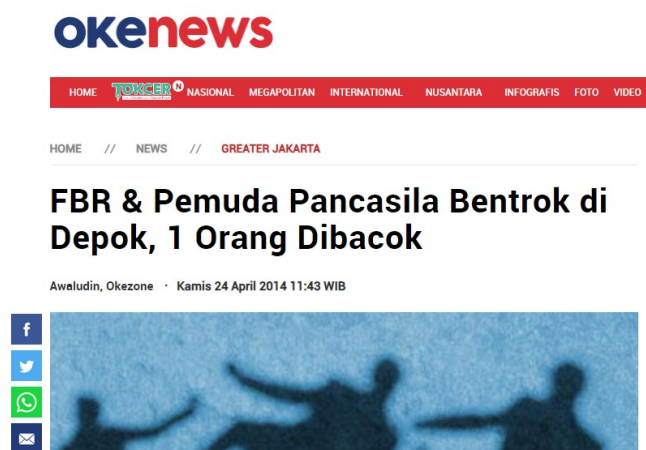 okenews
HOME TOKCER N NASIONAL MEGAPOLITAN INTERNATIONAL NUSANTARA INFOGRAFIS FOTO VIDEO
HOME // NEWS // GREATER JAKARTA
FBR & Pemuda Pancasila Bentrok di
Depok, 1 Orang Dibacok
Awaludin, Okezone · Kamis 24 April 2014 11:43 WIB
f